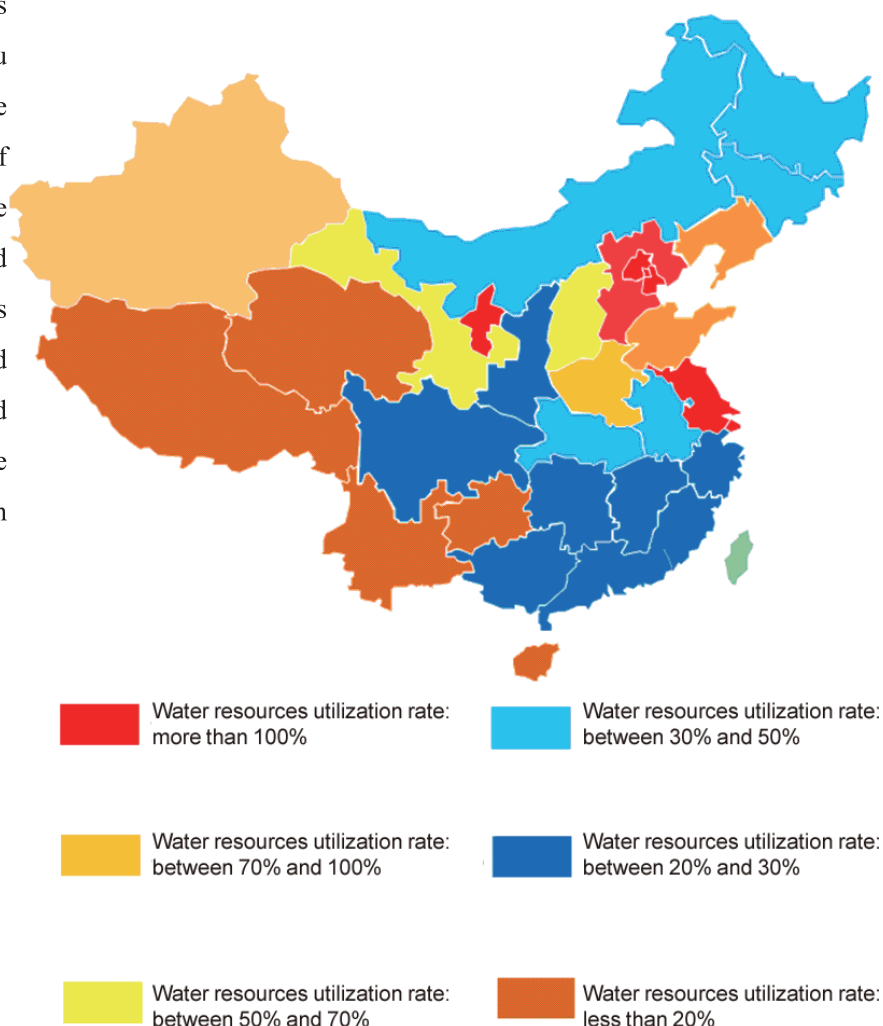 s
u
e
f
e
d
s
d
d
e
n
Water resources utilization rate:
more than 100%
Water resources utilization rate:
between 30% and 50%
Water resources utilization rate:
between 70% and 100%
Water resources utilization rate:
between 20% and 30%
Water resources utilization rate:
between 50% and 70%
Water resources utilization rate:
less than 20%